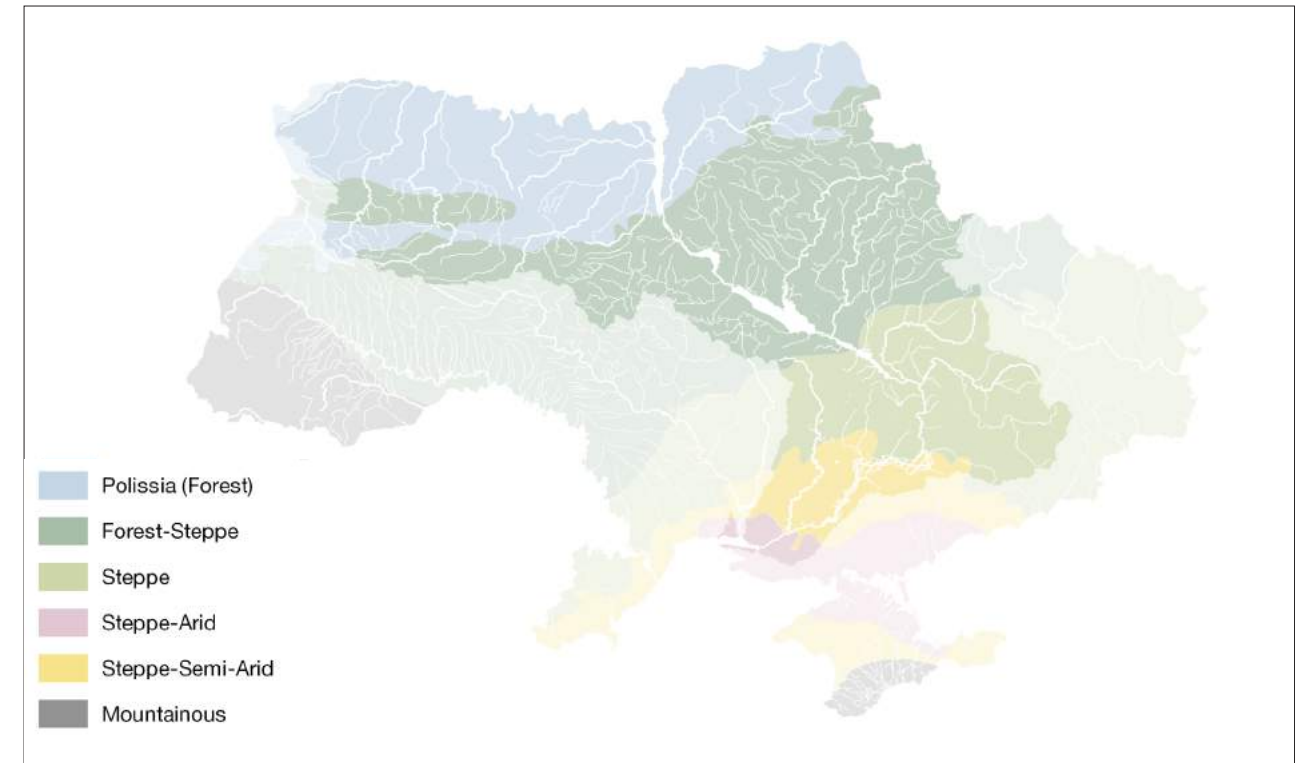 Polissia (Forest)
Forest-Steppe
Steppe
Steppe-Arid
Steppe-Semi-Arid
Mountainous